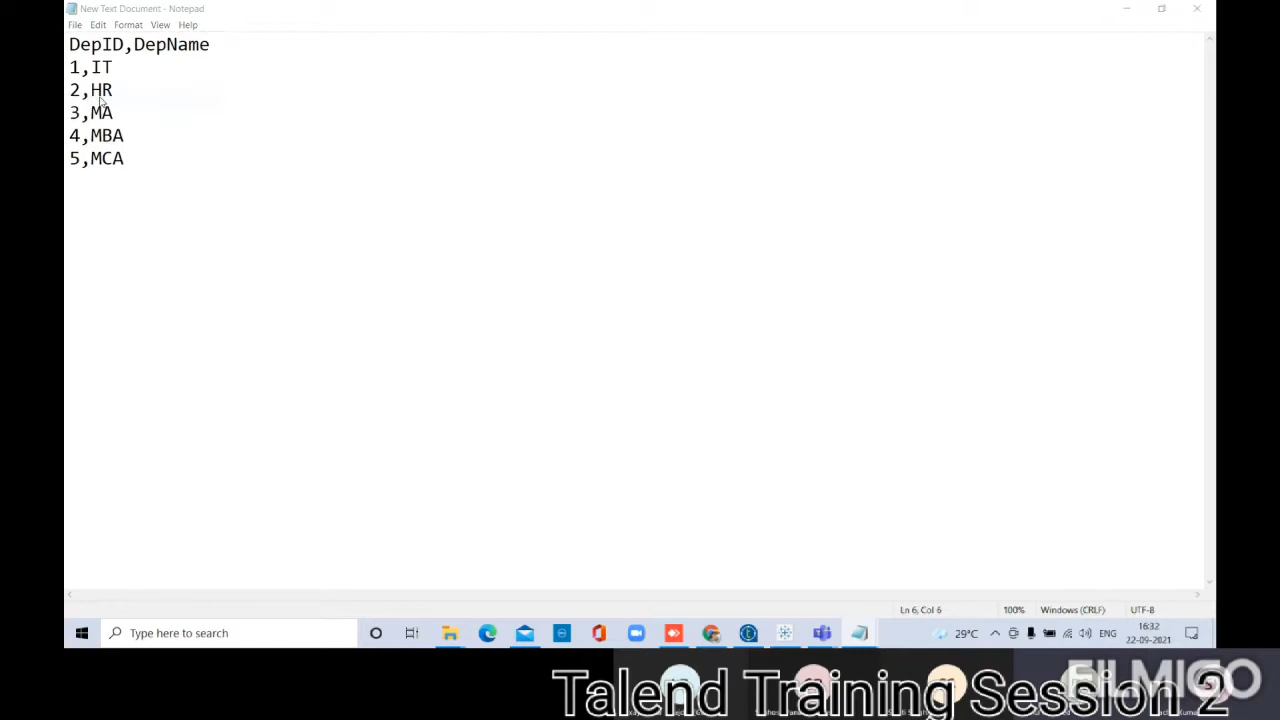 New Text Document - Notepad
File Edit Format View Help
DepID,DepName
1,IT
2,HR
3,MA
4,MBA
5,MCA
Ln 6, Col 6 100% Windows (CRLF) UTF-8
Type here to search
29°C ENG 16:32
22-09-2021
Talend Training Session 2
FILMIGO